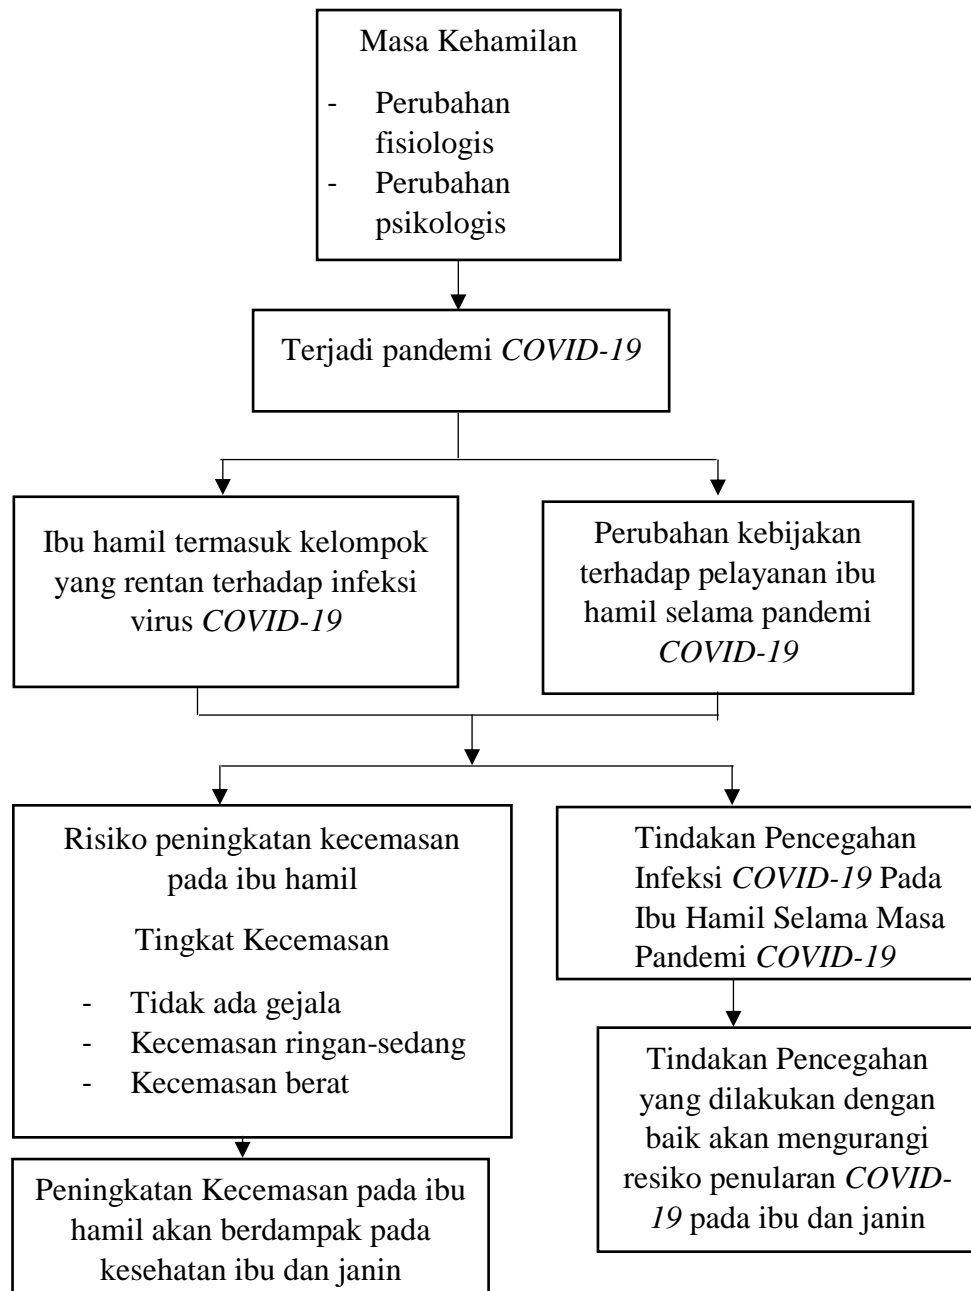 Masa Kehamilan
- Perubahan
fisiologis
- Perubahan
psikologis
Terjadi pandemi COVID-19
Ibu hamil termasuk kelompok
yang rentan terhadap infeksi
virus COVID-19
Perubahan kebijakan
terhadap pelayanan ibu
hamil selama pandemi
COVID-19
Risiko peningkatan kecemasan
pada ibu hamil
Tingkat Kecemasan
- Tidak ada gejala
- Kecemasan ringan-sedang
- Kecemasan berat
Tindakan Pencegahan
Infeksi COVID-19 Pada
Ibu Hamil Selama Masa
Pandemi COVID-19
Peningkatan Kecemasan pada ibu
hamil akan berdampak pada
kesehatan ibu dan janin
Tindakan Pencegahan
yang dilakukan dengan
baik akan mengurangi
resiko penularan COVID-
19 pada ibu dan janin